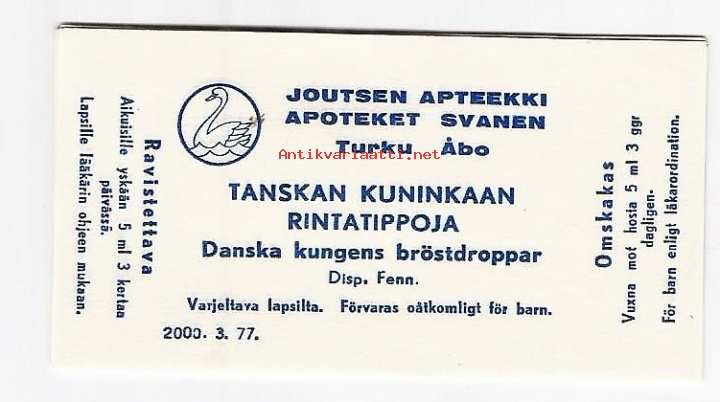 Ravistettava
Aikuisille yskään 5 ml 3 kertaa
päivässä.
Lapsille lääkärin ohjeen mukaan.
JOUTSEN APTEEKKI
APOTEKET SVANEN
Turku Åbo
Antikvariaatti.net
TANSKAN KUNINKAAN
RINTATIPPOJA
Danska kungens bröstdroppar
Disp. Fenn.
Varjeltava lapsilta. Förvaras oåtkomligt för barn.
2000. 3. 77.
Omskakas
Vuxna mot hosta 5 ml 3 ggr
dagligen.
För barn enligt läkarordination.